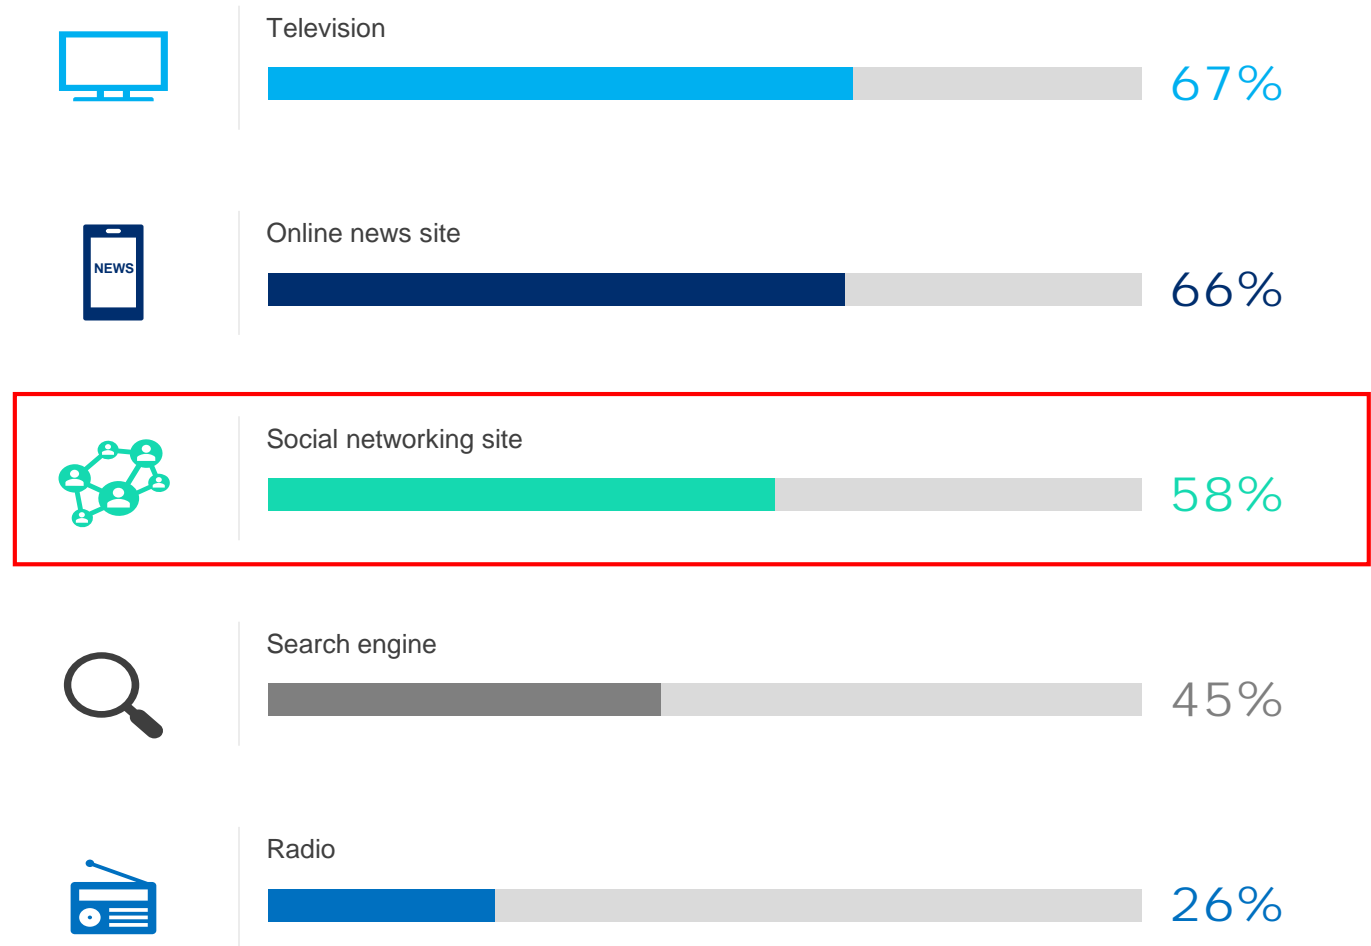 Television
67%
Online news site
NEWS
66%
Social networking site
58%
Search engine
45%
Radio
26%